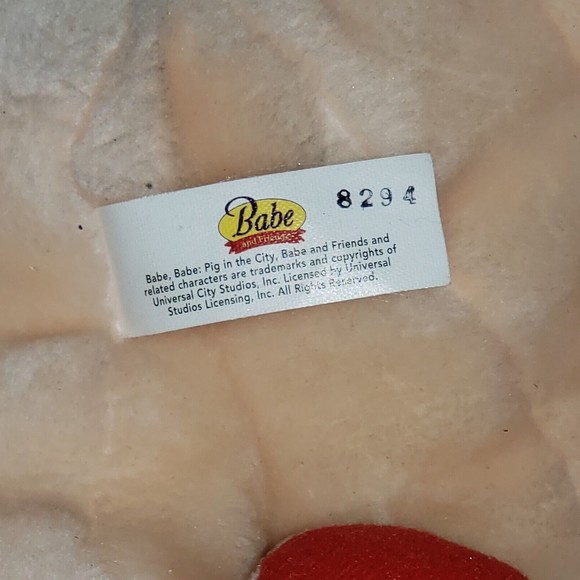 Babe
and Friends
8294
Babe, Babe: Pig in the City, Babe and Friends and
related characters are trademarks and copyrights of
Universal City Studios, Inc. Licensed by Universal
Studios Licensing, Inc. All Rights Reserved.